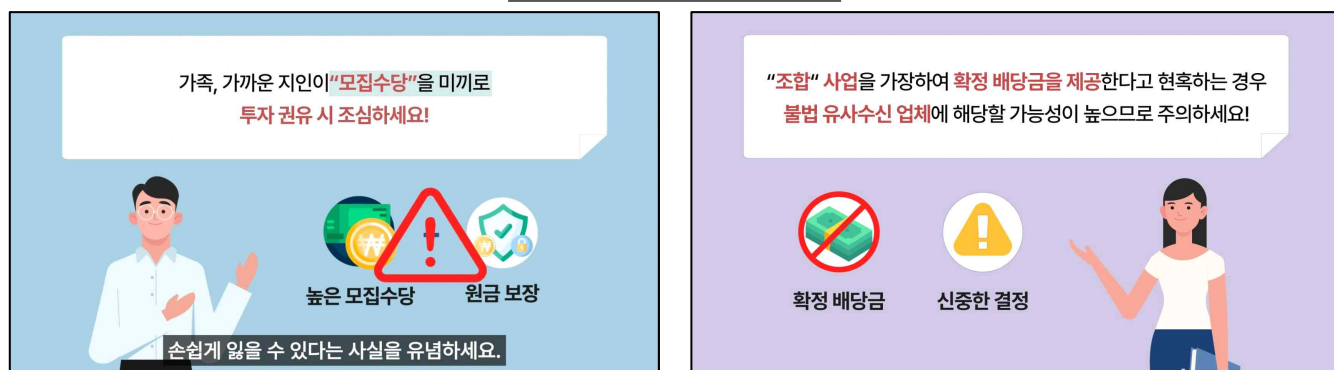 가족, 가까운 지인이"모집수당"을 미끼로
투자 권유 시 조심하세요!
높은 모집수당
원금 보장
손쉽게 잃을 수 있다는 사실을 유념하세요.
"조합" 사업을 가장하여 확정 배당금을 제공한다고 현혹하는 경우
불법 유사수신 업체에 해당할 가능성이 높으므로 주의하세요!
확정 배당금
신중한 결정